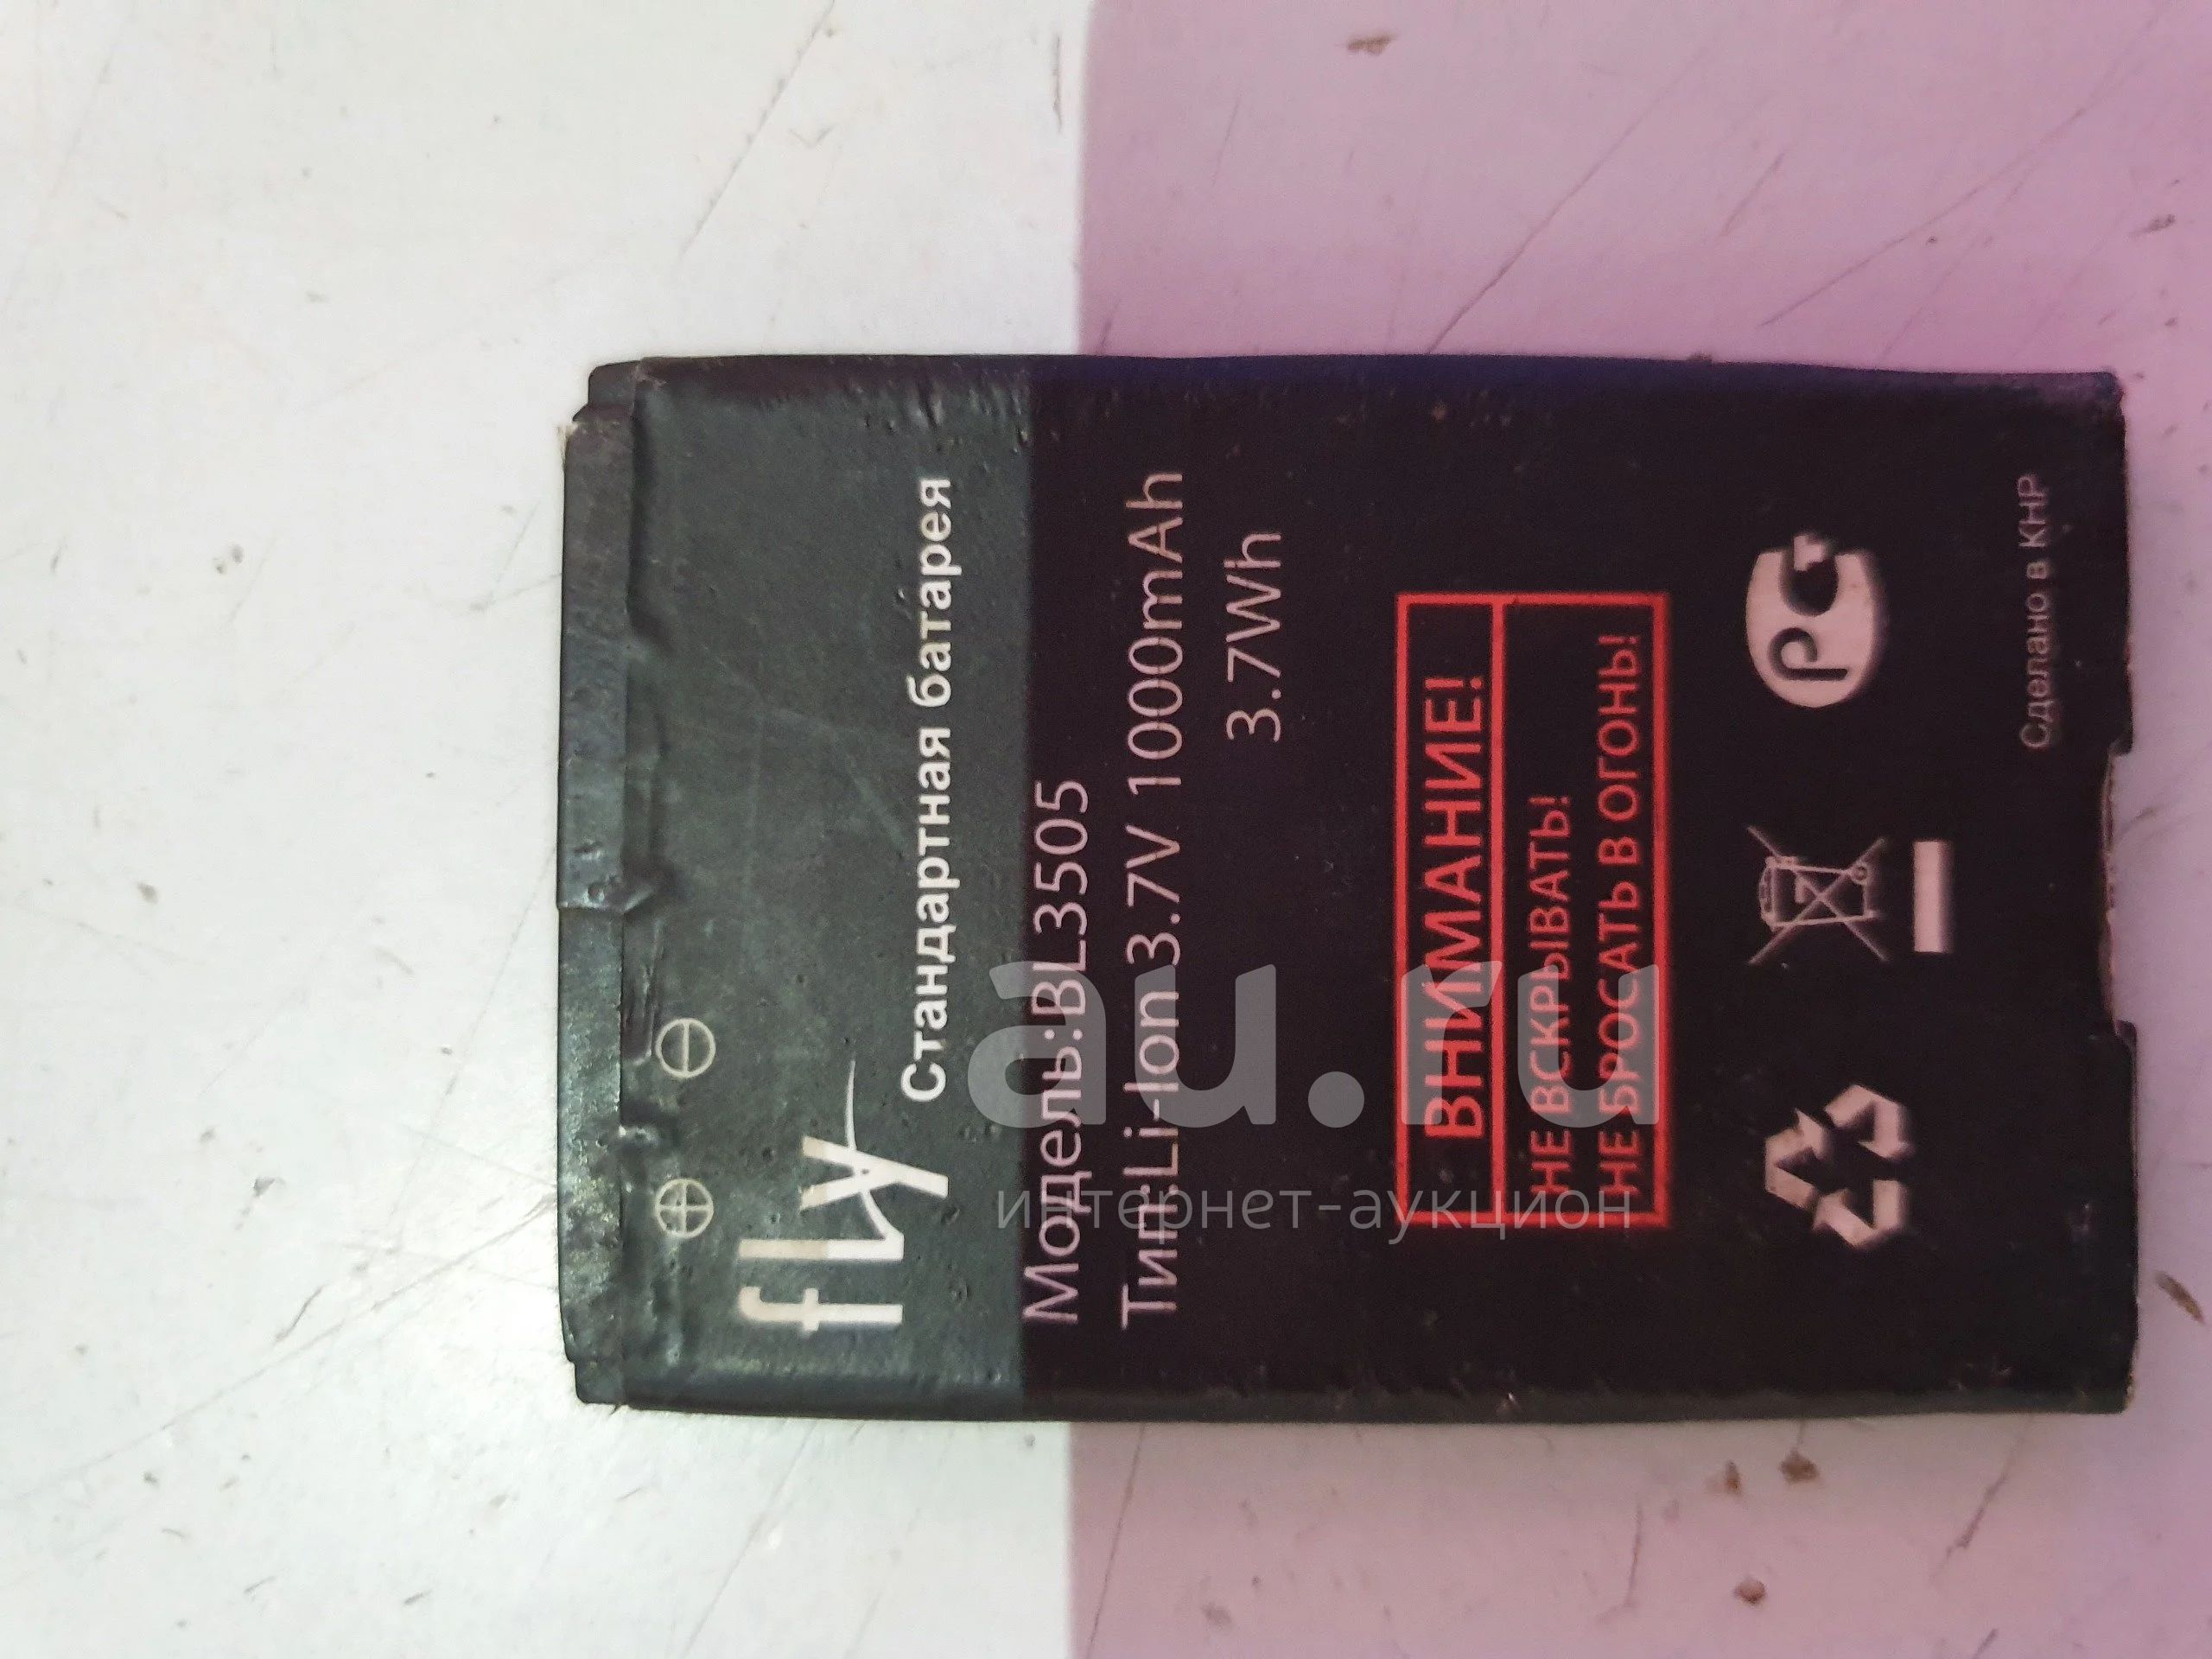 fly
Стандартная батарея
Модель:BL3505
Тип:Li-Ion 3.7V 1000mAh
3.7Wh
ВНИМАНИЕ!
НЕ ВСКРЫВАТЬ!
НЕ БРОСАТЬ В ОГОНЬ!
Сделано в КНР
au.ru
интернет-аукцион